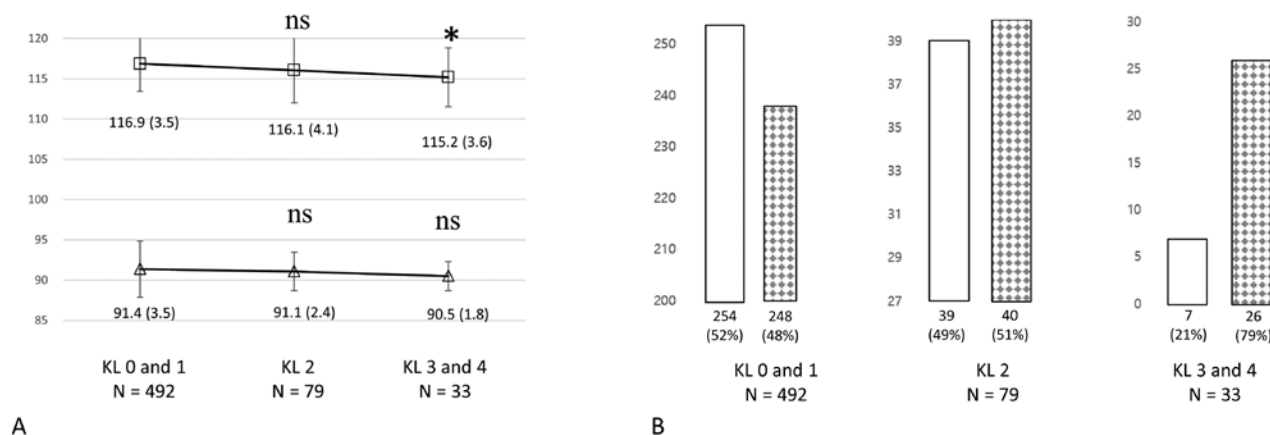 ns
*
120
115
116.9 (3.5)
116.1 (4.1)
115.2 (3.6)
110
105
100
ns
ns
95
90
91.4 (3.5)
91.1 (2.4)
90.5 (1.8)
85
KL 0 and 1
KL 2
KL 3 and 4
N = 492
N = 79
N = 33
A
250
240
230
220
210
200
254
248
(52%)
(48%)
KL 0 and 1
N = 492
39
37
35
33
31
29
27
39
40
(49%)
(51%)
KL 2
N = 79
30
25
20
15
10
5
0
7
26
(21%)
(79%)
KL 3 and 4
N = 33
B